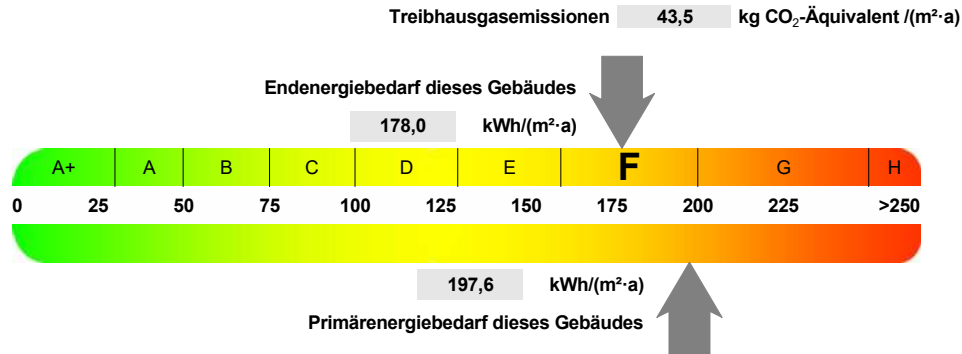 Treibhausgasemissionen 43,5 kg CO₂-Äquivalent /(m²·a)
Endenergiebedarf dieses Gebäudes
178,0 kWh/(m²·a)
A+ A B C D E F G H
0 25 50 75 100 125 150 175 200 225 >250
197,6 kWh/(m²·a)
Primärenergiebedarf dieses Gebäudes